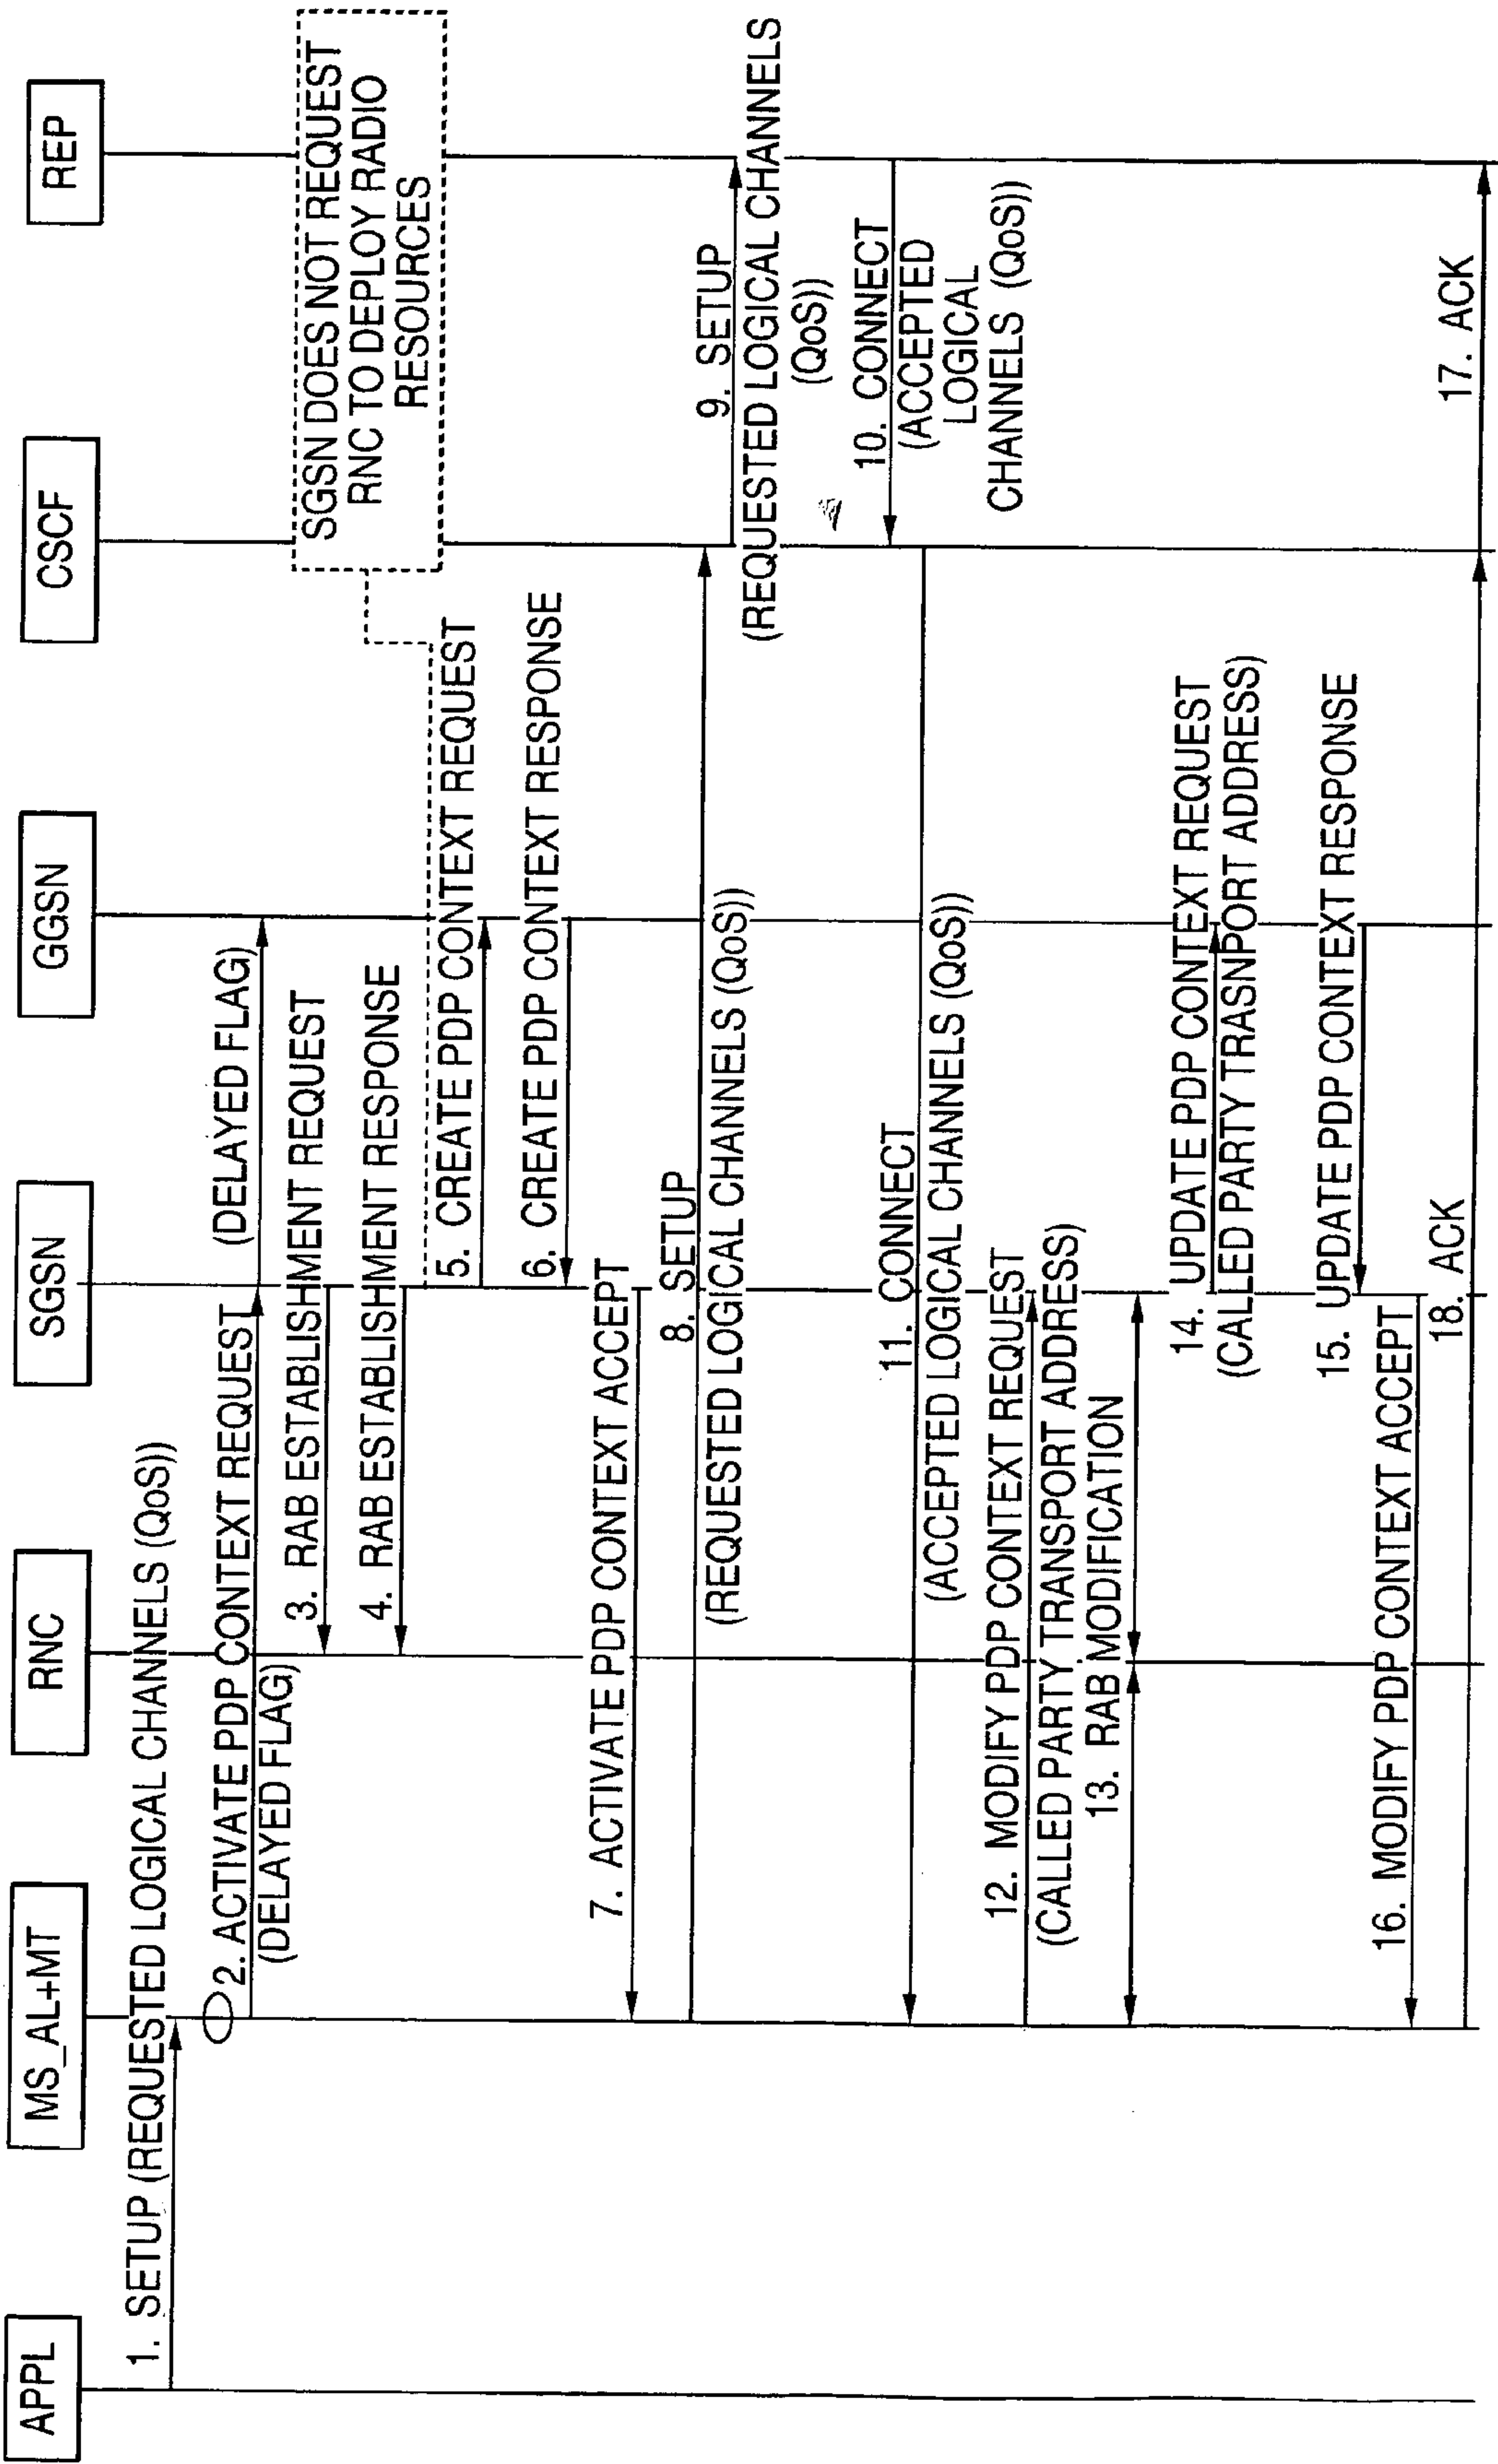 APPL
MS_AL+MT
RNC
SGSN
GGSN
CSCF
REP
1. SETUP (REQUESTED LOGICAL CHANNELS (QoS))
2. ACTIVATE PDP CONTEXT REQUEST
(DELAYED FLAG)
(DELAYED FLAG)
3. RAB ESTABLISHMENT REQUEST
4. RAB ESTABLISHMENT RESPONSE
SGSN DOES NOT REQUEST
RNC TO DEPLOY RADIO
RESOURCES
5. CREATE PDP CONTEXT REQUEST
6. CREATE PDP CONTEXT RESPONSE
7. ACTIVATE PDP CONTEXT ACCEPT
8. SETUP
(REQUESTED LOGICAL CHANNELS (QoS))
9. SETUP
(REQUESTED LOGICAL CHANNELS
(QoS))
10. CONNECT
(ACCEPTED
LOGICAL
CHANNELS (QoS))
11. CONNECT
(ACCEPTED LOGICAL CHANNELS (QoS))
12. MODIFY PDP CONTEXT REQUEST
(CALLED PARTY TRANSPORT ADDRESS)
13. RAB MODIFICATION
14. UPDATE PDP CONTEXT REQUEST
(CALLED PARTY TRASNPORT ADDRESS)
15. UPDATE PDP CONTEXT RESPONSE
16. MODIFY PDP CONTEXT ACCEPT
17. ACK
18. ACK